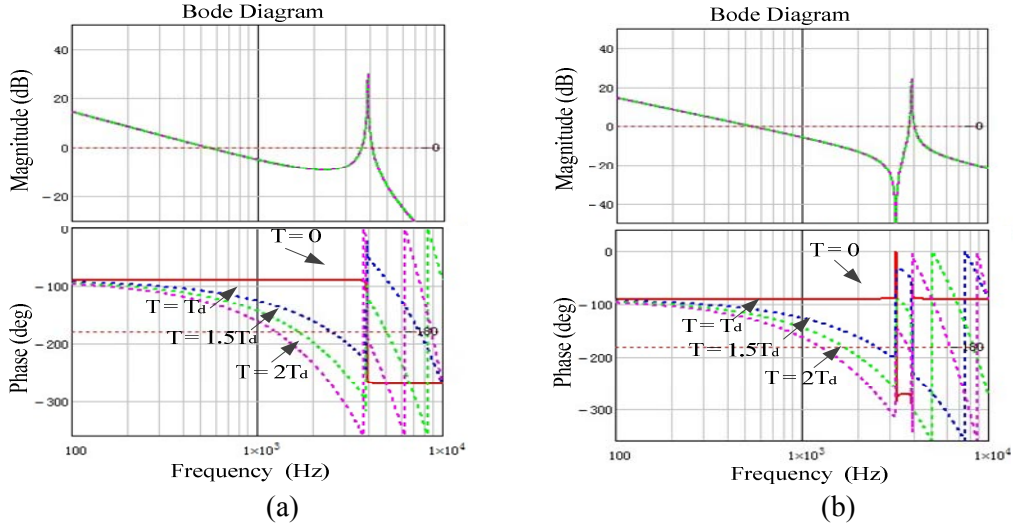 Bode Diagram
Magnitude (dB)
40
20
0
−20
0
Phase (deg)
0
−100
−200
−300
T = 0
T = Td
T = 1.5Td
T = 2Td
−180
100
1×10³
1×10⁴
Frequency (Hz)
(a)
Bode Diagram
Magnitude (dB)
40
20
0
−20
−40
0
Phase (deg)
0
−100
−200
−300
T = 0
T = Td
T = 1.5Td
T = 2Td
−180
100
1×10³
1×10⁴
Frequency (Hz)
(b)